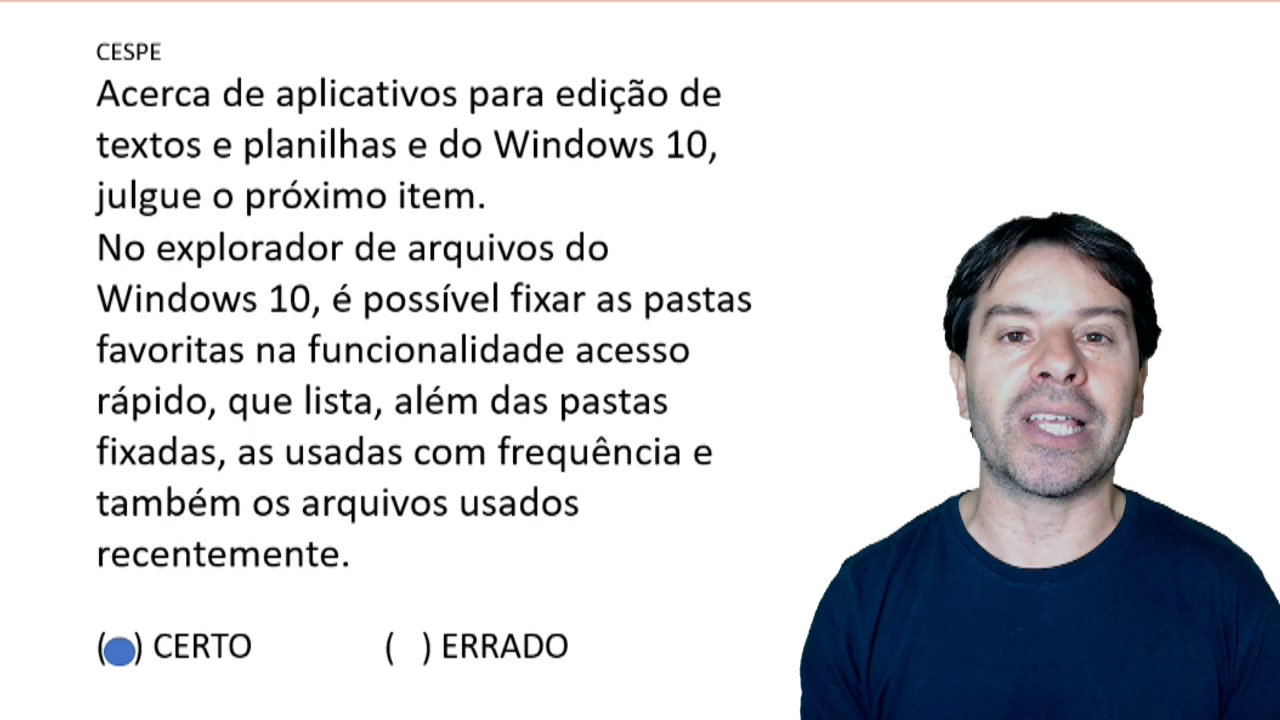 CESPE
Acerca de aplicativos para edição de
textos e planilhas e do Windows 10,
julgue o próximo item.
No explorador de arquivos do
Windows 10, é possível fixar as pastas
favoritas na funcionalidade acesso
rápido, que lista, além das pastas
fixadas, as usadas com frequência e
também os arquivos usados
recentemente.
( ) CERTO ( ) ERRADO